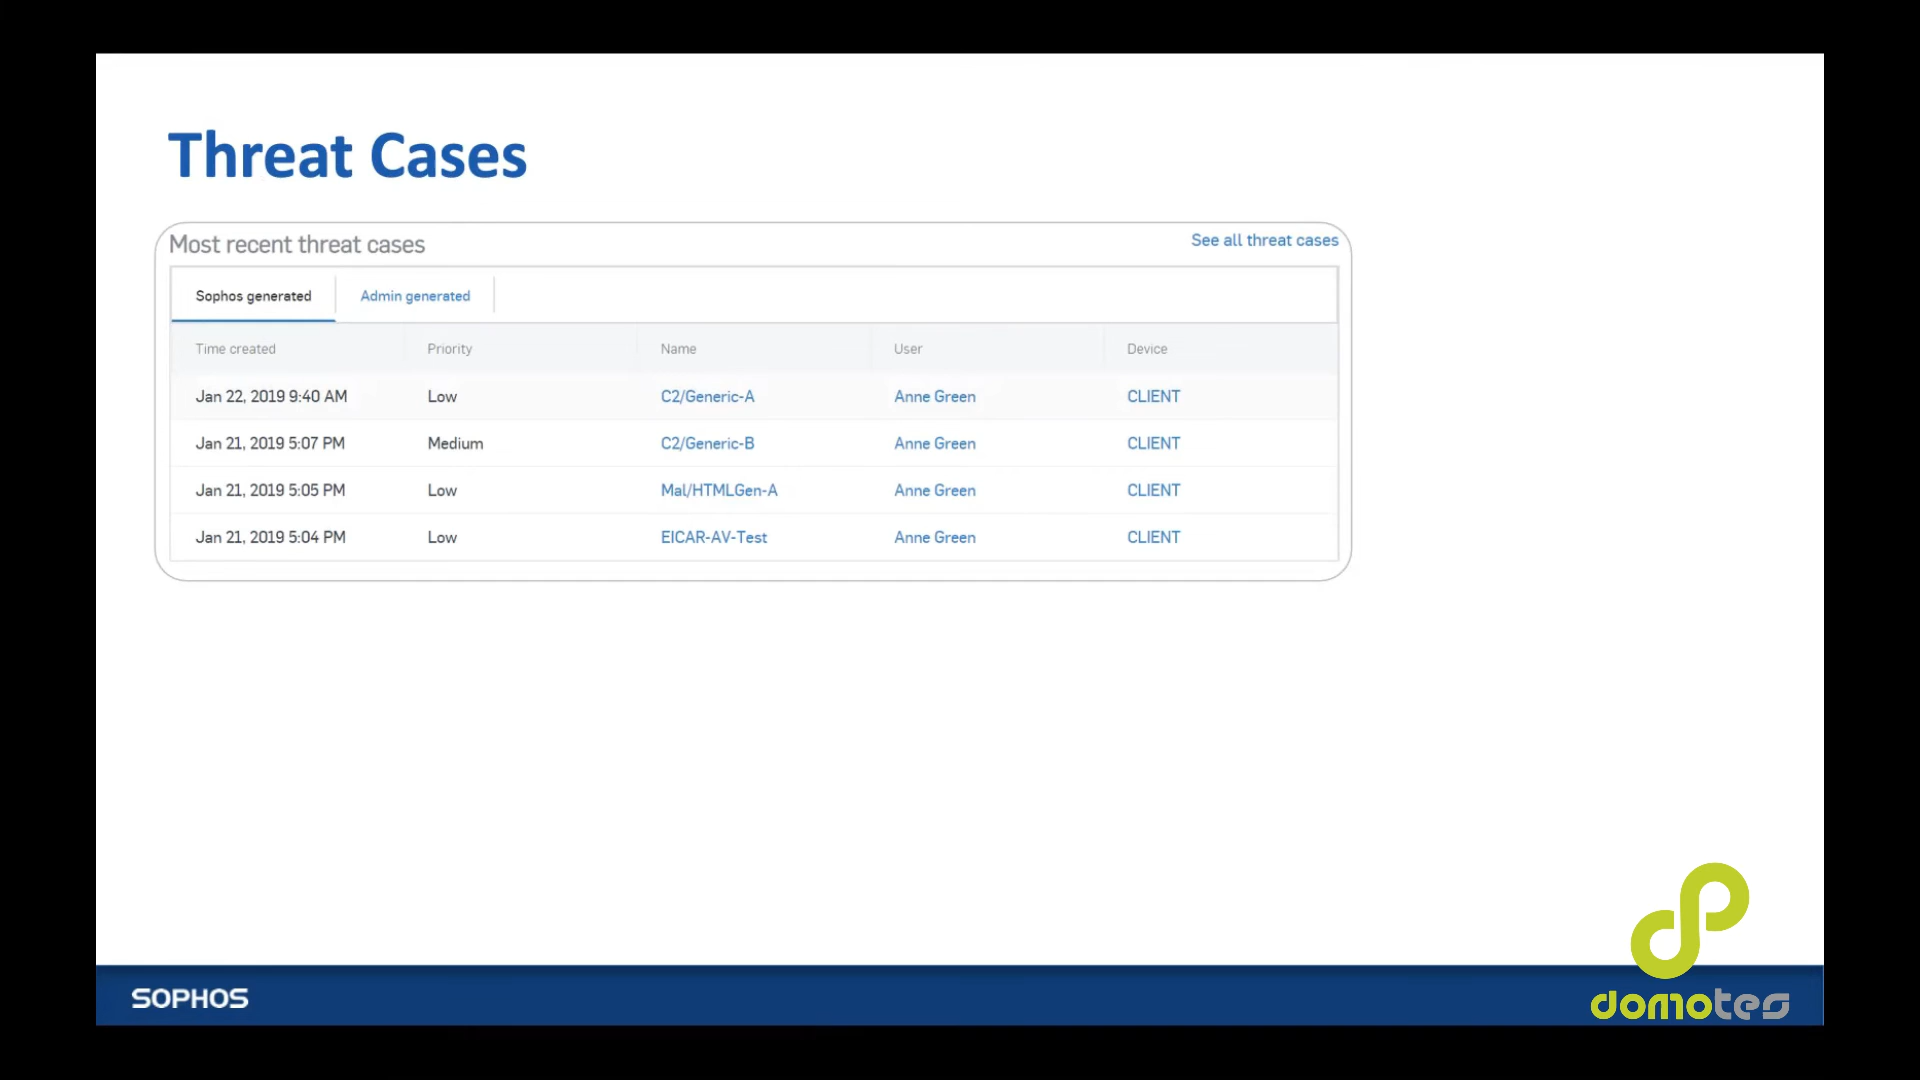 Threat Cases
Most recent threat cases See all threat cases
Sophos generated Admin generated
Time created Priority Name User Device
Jan 22, 2019 9:40 AM Low C2/Generic-A Anne Green CLIENT
Jan 21, 2019 5:07 PM Medium C2/Generic-B Anne Green CLIENT
Jan 21, 2019 5:05 PM Low Mal/HTMLGen-A Anne Green CLIENT
Jan 21, 2019 5:04 PM Low EICAR-AV-Test Anne Green CLIENT
SOPHOS
domotes